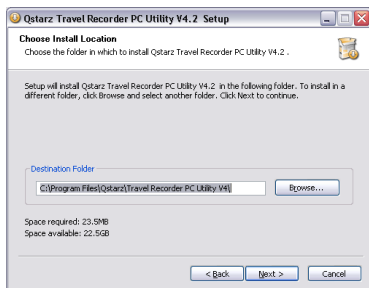 Qstarz Travel Recorder PC Utility V4.2 Setup
Choose Install Location
Choose the folder in which to install Qstarz Travel Recorder PC Utility V4.2 .
Setup will install Qstarz Travel Recorder PC Utility V4.2 in the following folder. To install in a
different folder, click Browse and select another folder. Click Next to continue.
Destination Folder
C:\Program Files\Qstarz\Travel Recorder PC Utility V4\
Browse...
Space required: 23.5MB
Space available: 22.5GB
< Back
Next >
Cancel